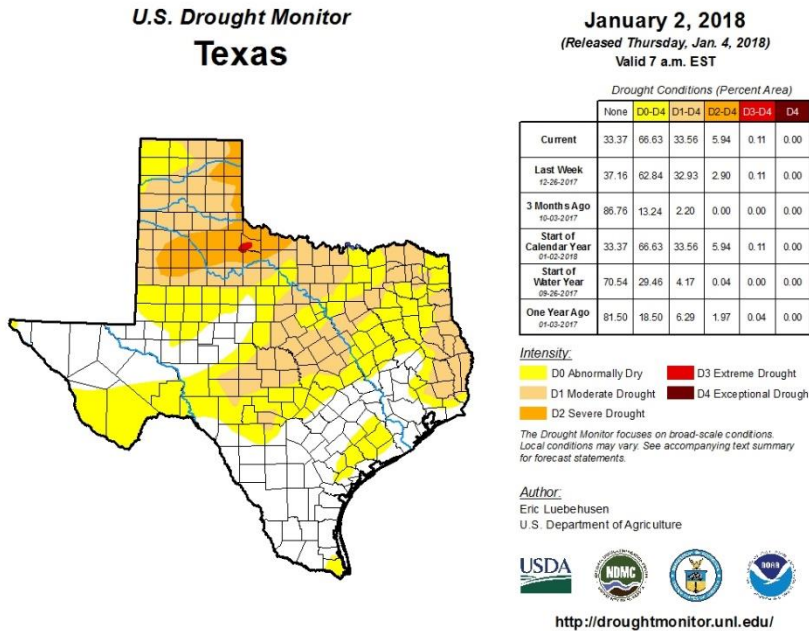 U.S. Drought Monitor
Texas
January 2, 2018
(Released Thursday, Jan. 4, 2018)
Valid 7 a.m. EST
Drought Conditions (Percent Area)
None D0-D4 D1-D4 D2-D4 D3-D4 D4
Current 33.37 66.63 33.56 5.94 0.11 0.00
Last Week 12-26-2017 37.16 62.84 32.93 2.90 0.11 0.00
3 Months Ago 10-03-2017 86.76 13.24 2.20 0.00 0.00 0.00
Start of Calendar Year 01-02-2018 33.37 66.63 33.56 5.94 0.11 0.00
Start of Water Year 09-26-2017 70.54 29.46 4.17 0.04 0.00 0.00
One Year Ago 01-03-2017 81.50 18.50 6.29 1.97 0.04 0.00
Intensity:
D0 Abnormally Dry D3 Extreme Drought
D1 Moderate Drought D4 Exceptional Drough
D2 Severe Drought
The Drought Monitor focuses on broad-scale conditions.
Local conditions may vary. See accompanying text summary
for forecast statements.
Author:
Eric Luebehusen
U.S. Department of Agriculture
USDA NDMC NOAA
http://droughtmonitor.unl.edu/